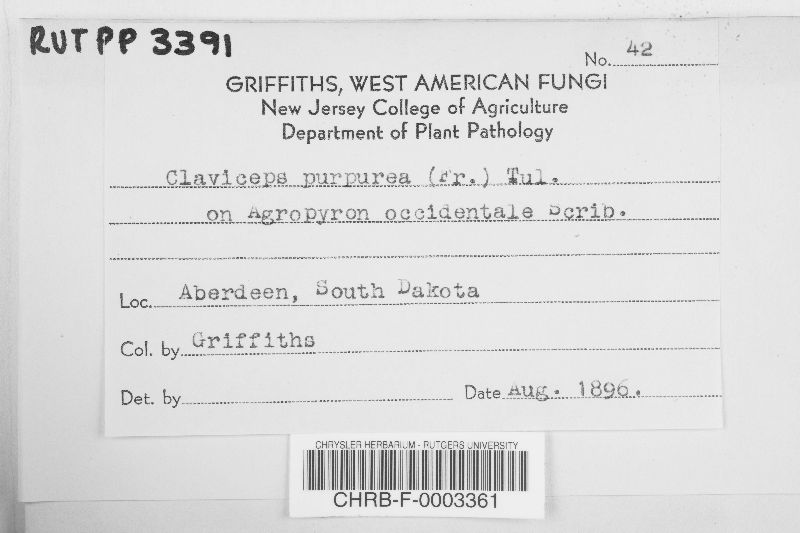 RUTPP 3391
No. 42
GRIFFITHS, WEST AMERICAN FUNGI
New Jersey College of Agriculture
Department of Plant Pathology
Claviceps purpurea (Fr.) Tul.
on Agropyron occidentale Scrib.
Loc. Aberdeen, South Dakota
Col. by Griffiths
Det. by
Date Aug. 1896.
CHRYSLER HERBARIUM - RUTGERS UNIVERSITY
CHRB-F-0003361